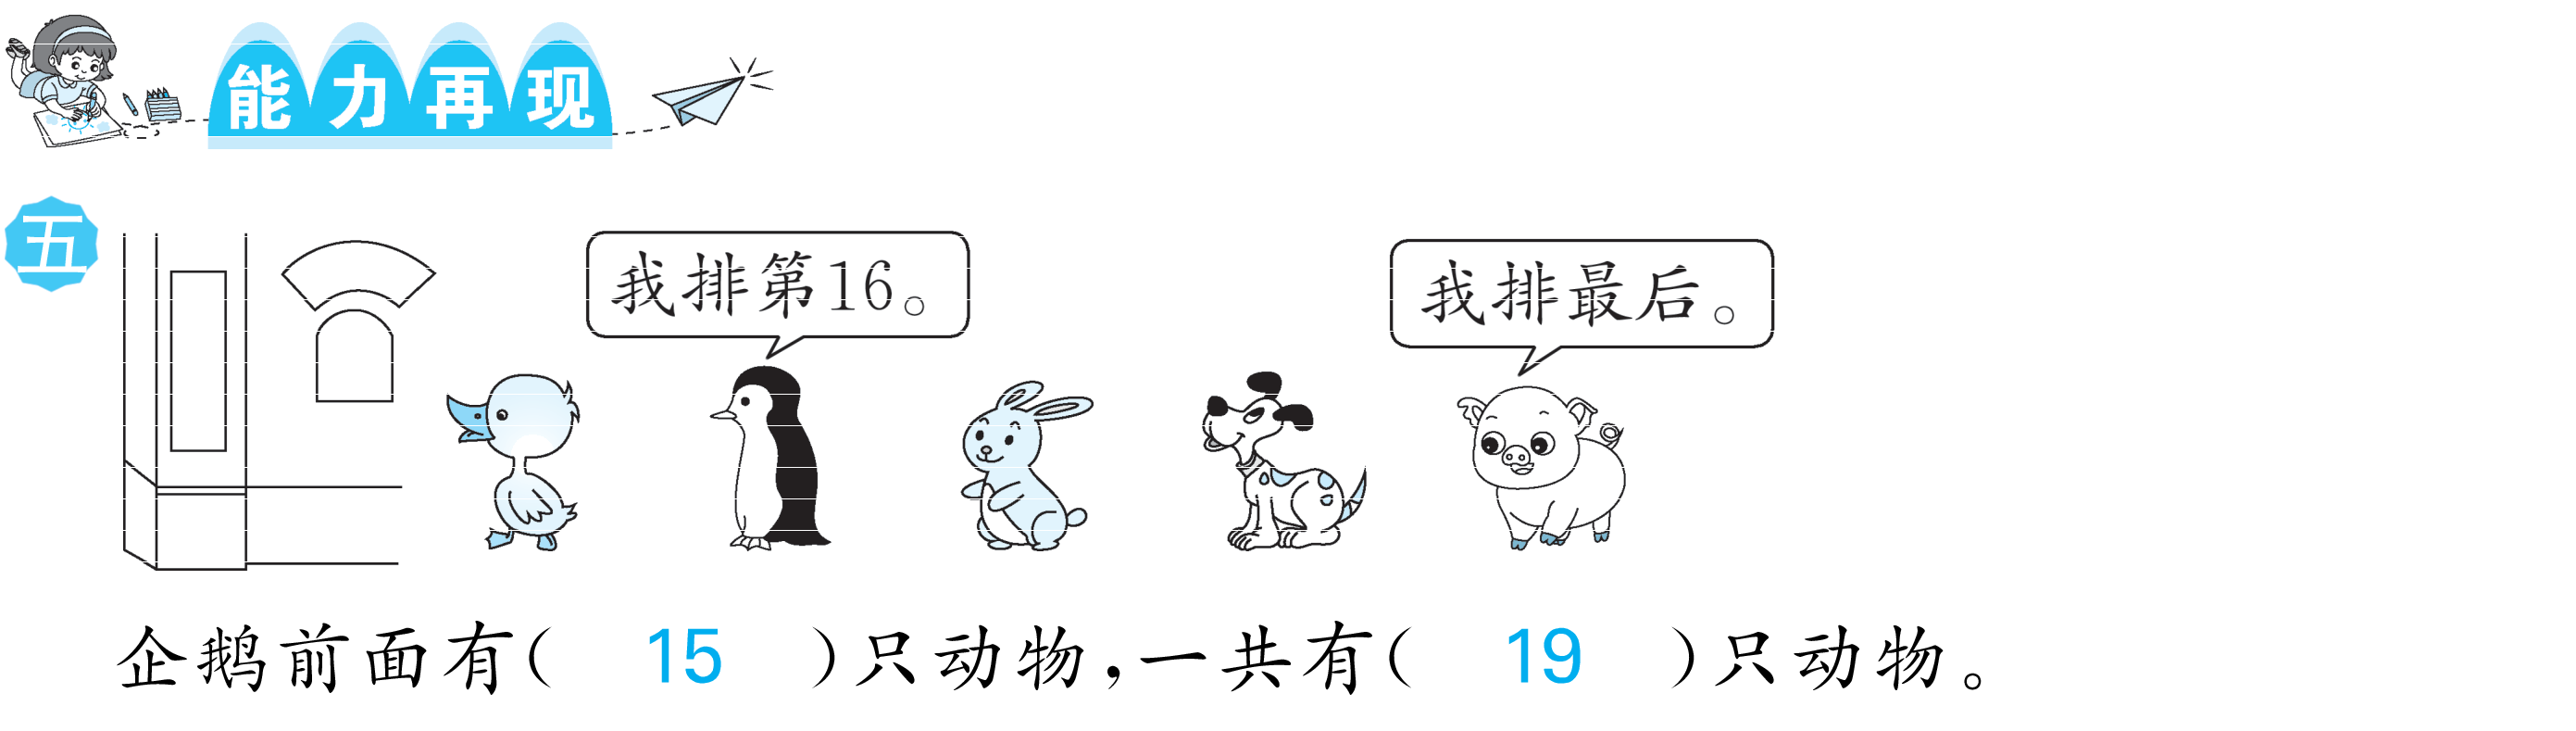 能力再现
五
我排第16。
我排最后。
企鹅前面有( 15 )只动物,一共有( 19 )只动物。